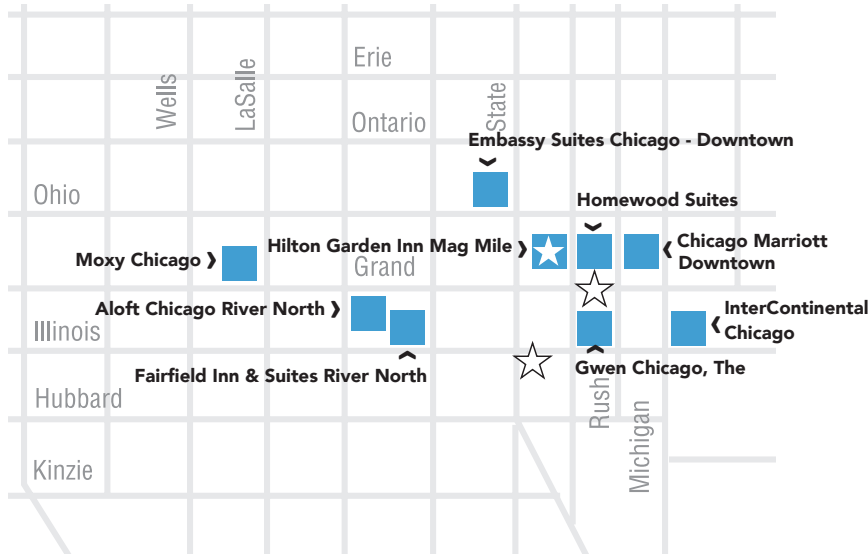 Erie
Wells
LaSalle
State
Ontario
Embassy Suites Chicago - Downtown
Ohio
Homewood Suites
Hilton Garden Inn Mag Mile
Chicago Marriott
Downtown
Moxy Chicago
Grand
Aloft Chicago River North
InterContinental
Chicago
Illinois
Fairfield Inn & Suites River North
Gwen Chicago, The
Hubbard
Rush
Michigan
Kinzie